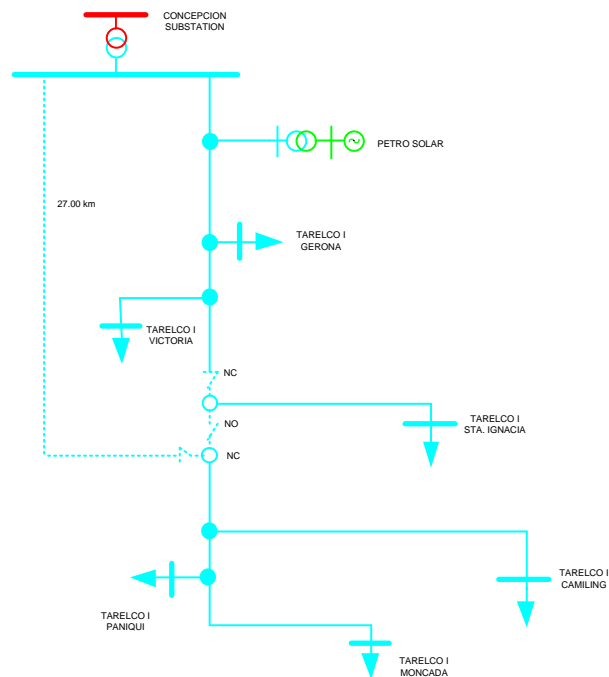 CONCEPCION
SUBSTATION
PETRO SOLAR
27.00 km
TARELCO I
GERONA
TARELCO I
VICTORIA
NC
TARELCO I
STA. IGNACIA
NO
NC
TARELCO I
CAMILING
TARELCO I
PANIQUI
TARELCO I
MONCADA